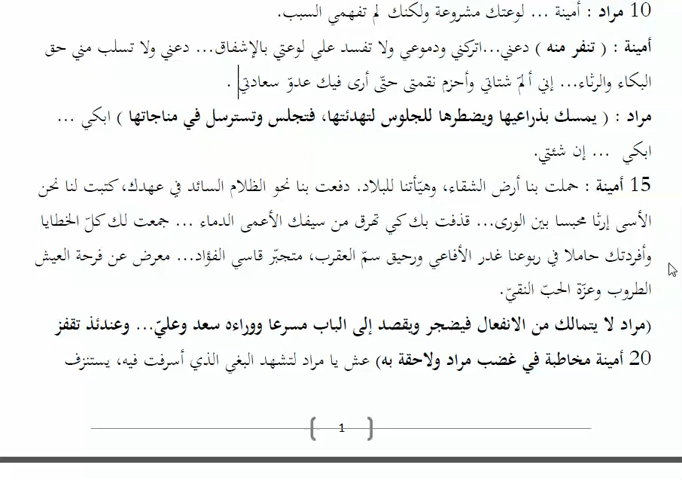 10 مراد : أمينة ... لوعتك مشروعة ولكنك لم تفهمي السبب.
أمينة : ( تنفر منه ) دعني...اتركني ودموعي ولا تفسد علي لوعتي بالإشفاق... دعني ولا تسلب مني حق
البكاء والرثاء... إني ألمّ شتاتي وأحزم نقمتى حتّى أرى فيك عدوّ سعادتي .
مراد : ( يمسك بذراعيها ويضطرها للجلوس لتهدئتها، فتجلس وتسترسل في مناجاتها ) ابكي ...
ابكي ... إن شئتي.
15 أمينة : حملت بنا أرض الشقاء، وهيّأتنا للبلاد. دفعت بنا نحو الظلام السائد في عهدك، كتبت لنا نحن
الأسى إرثا محبسا بين الورى... قذفت بك كي تهرق من سيفك الأعمى الدماء ... جمعت لك كلّ الخطايا
وأفردتك حاملا في ربوعنا غدر الأفاعي ورحيق سمّ العقرب، متجبّر قاسي الفؤاد... معرض عن فرحة العيش
الطروب وعزّة الحبّ النقيّ.
(مراد لا يتمالك من الانفعال فيضجر ويقصد إلى الباب مسرعا ووراءه سعد وعليّ... وعندئذ تقفز
20 أمينة مخاطبة في غضب مراد ولاحقة به) عش يا مراد لتشهد البغي الذي أسرفت فيه، يستنزف
1